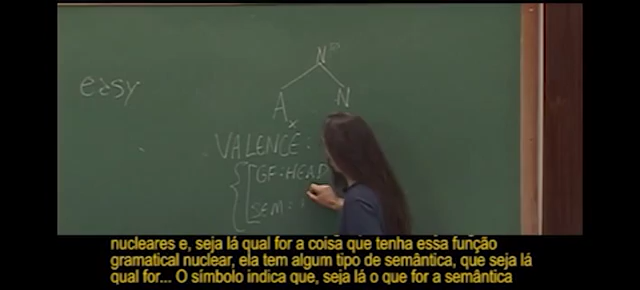 easy
NP
A N
x
VALENCE:
GF: HEAD
SEM:
nucleares e, seja lá qual for a coisa que tenha essa função
gramatical nuclear, ela tem algum tipo de semântica, que seja lá
qual for... O símbolo indica que, seja lá o que for a semântica